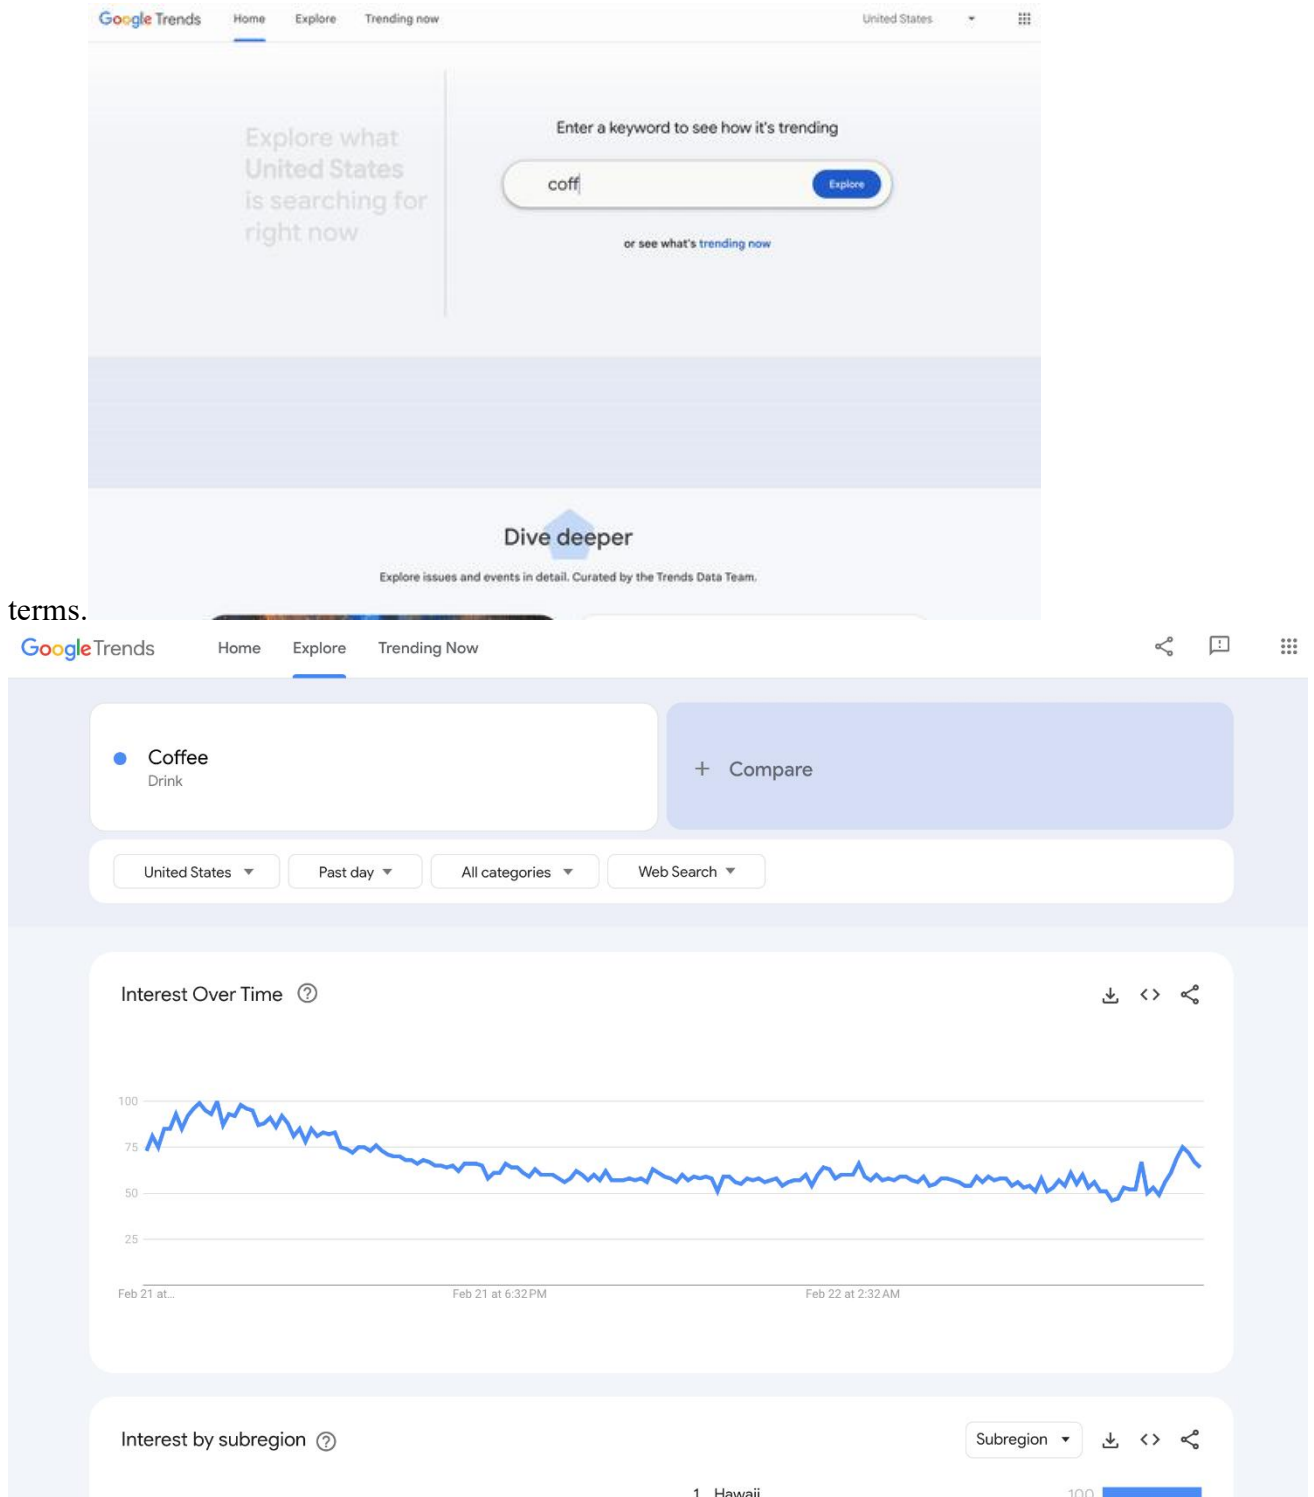 Google Trends Home Explore Trending now United States
Explore what
United States
is searching for
right now
Enter a keyword to see how it's trending
coff
Explore
or see what's trending now
Dive deeper
Explore issues and events in detail. Curated by the Trends Data Team.
terms.
Google Trends Home Explore Trending Now
Coffee
Drink
+ Compare
United States Past day All categories Web Search
Interest Over Time
100
75
50
25
Feb 21 at... Feb 21 at 6:32 PM Feb 22 at 2:32 AM
Interest by subregion Subregion
1 Hawaii 100